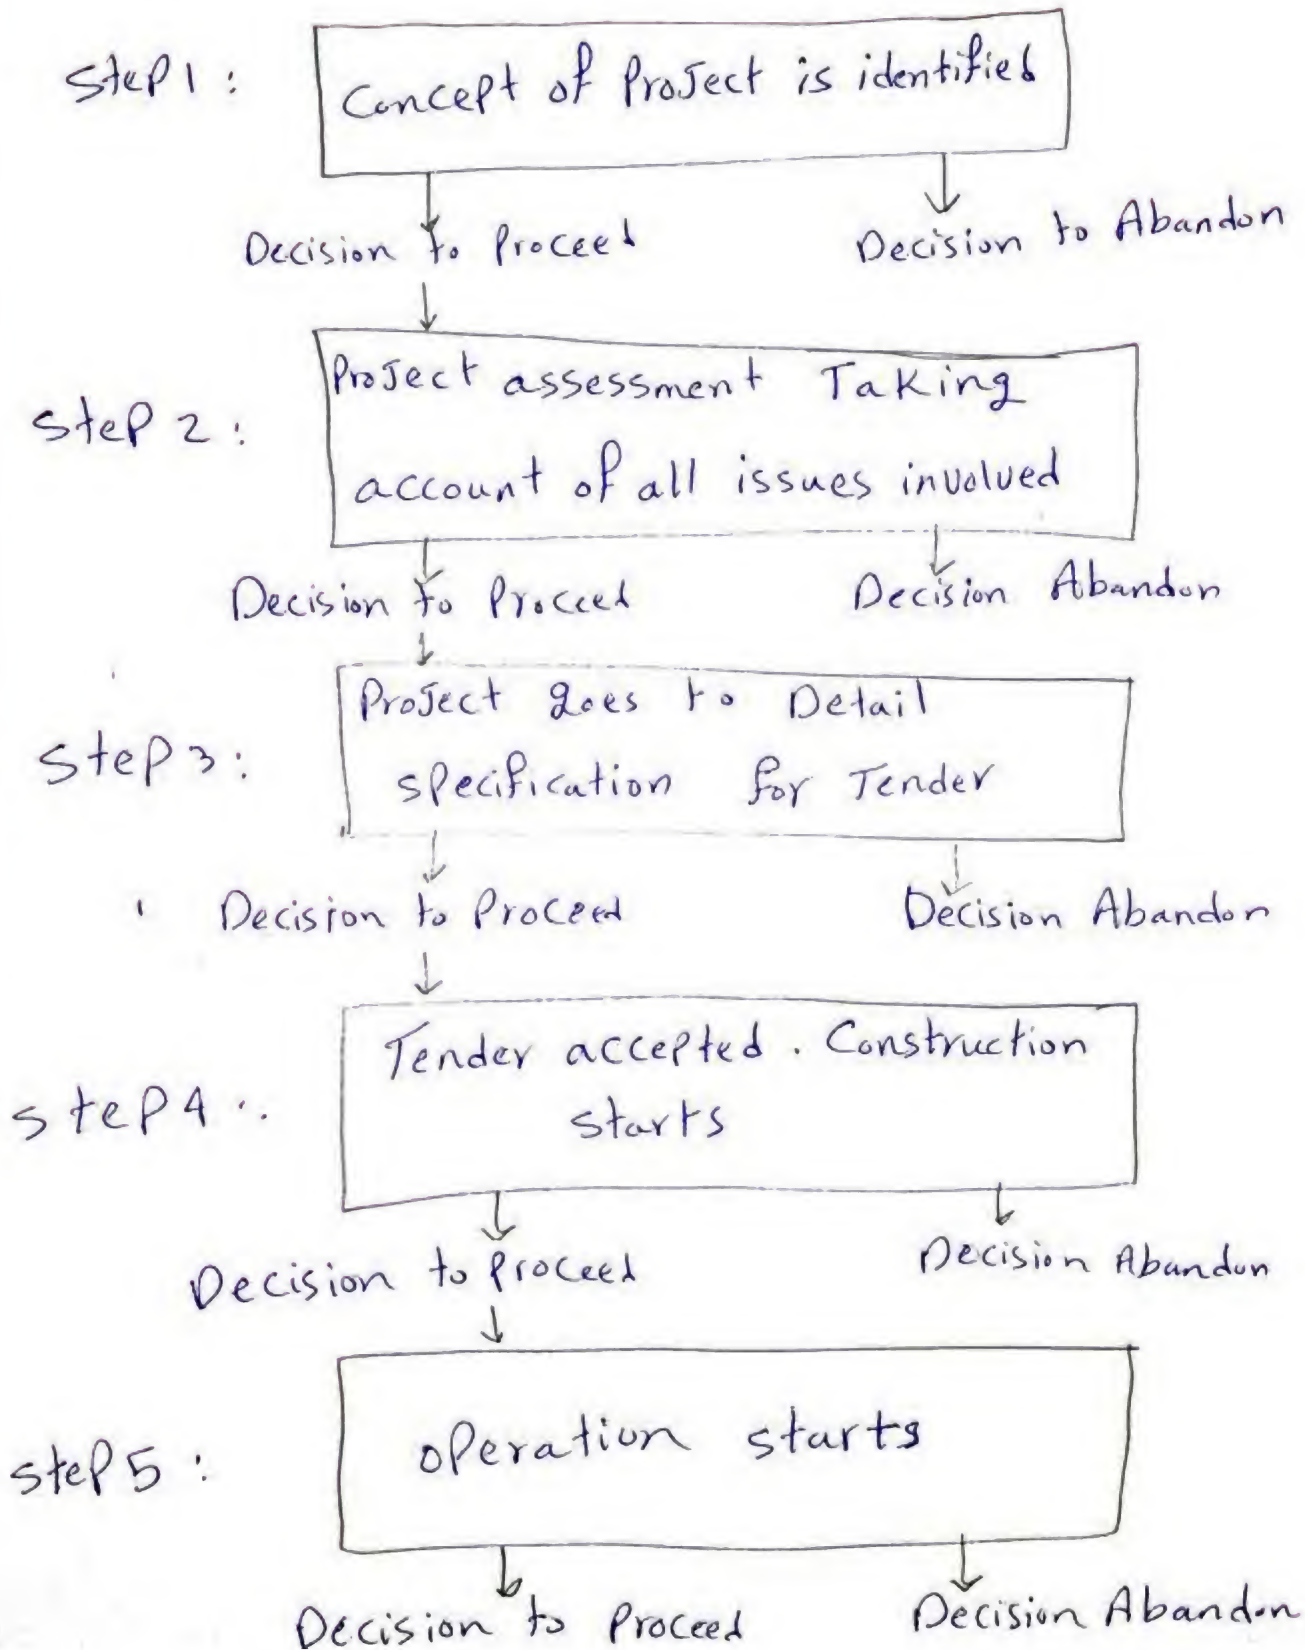 Step 1 :
Concept of Project is identified
Decision to Proceed
Decision to Abandon
Step 2 :
Project assessment Taking
account of all issues involved
Decision to Proceed
Decision Abandon
Step 3 :
Project goes to Detail
specification for Tender
Decision to Proceed
Decision Abandon
Step 4 :
Tender accepted. Construction
starts
Decision to Proceed
Decision Abandon
Step 5 :
operation starts
Decision to Proceed
Decision Abandon